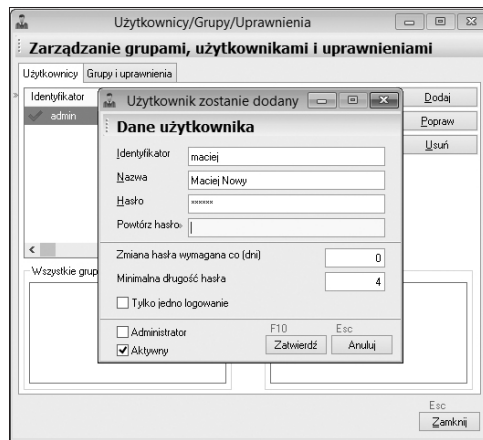 Użytkownicy/Grupy/Uprawnienia
Zarządzanie grupami, użytkownikami i uprawnieniami
Użytkownicy Grupy i uprawnienia
Identyfikator
admin
Dodaj
Popraw
Usuń
Użytkownik zostanie dodany
Dane użytkownika
Identyfikator maciej
Nazwa Maciej Nowy
Hasło ******
Powtórz hasło
Zmiana hasła wymagana co (dni) 0
Minimalna długość hasła 4
Tylko jedno logowanie
Administrator
Aktywny
F10 Esc
Zatwierdź Anuluj
Wszystkie grup
Esc
Zamknij